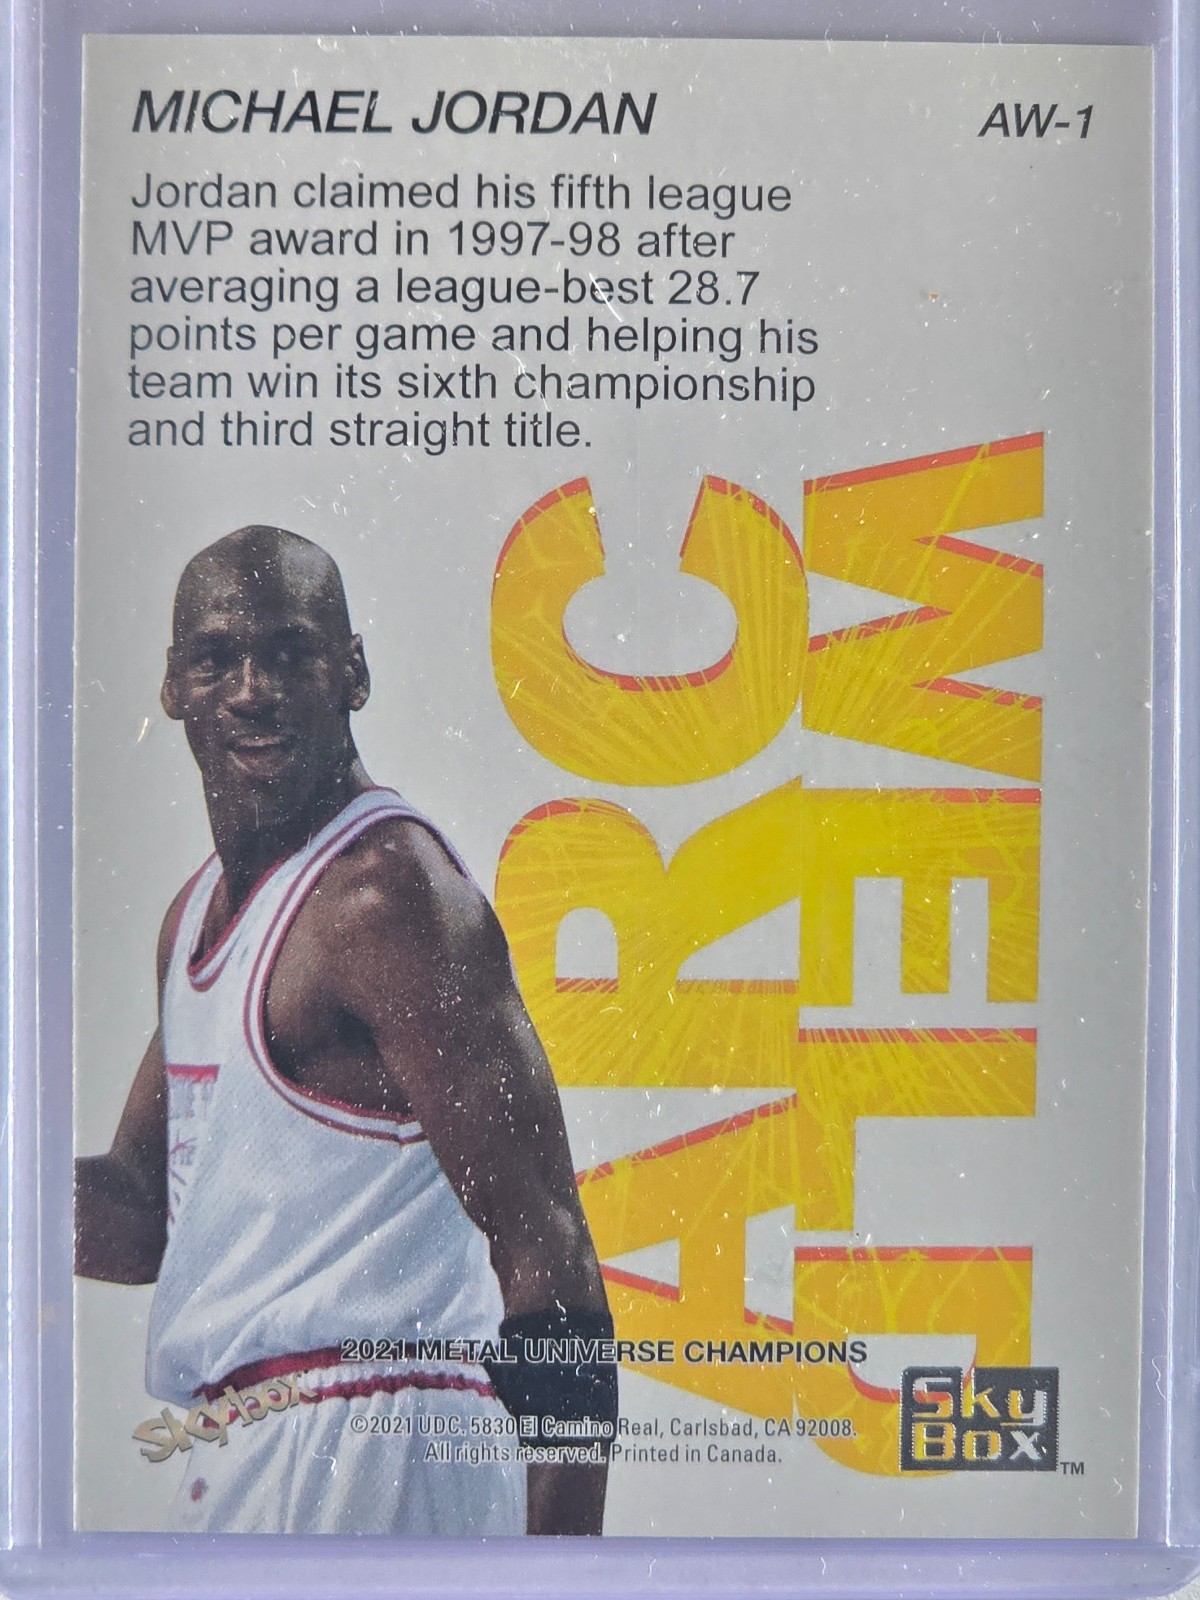 MICHAEL JORDAN
AW-1
Jordan claimed his fifth league
MVP award in 1997-98 after
averaging a league-best 28.7
points per game and helping his
team win its sixth championship
and third straight title.
ARC
WELD
2021 METAL UNIVERSE CHAMPIONS
skybox
©2021 UDC. 5830 El Camino Real, Carlsbad, CA 92008.
All rights reserved. Printed in Canada.
Sky
Box
TM